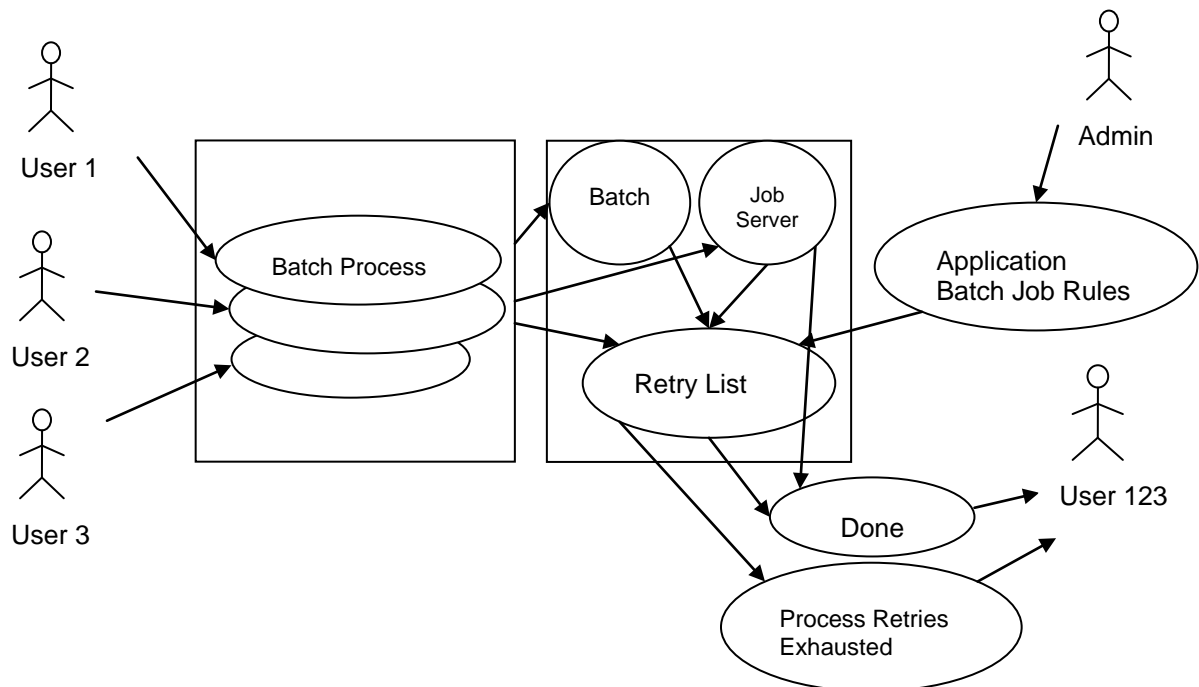 User 1
User 2
User 3
Batch Process
Batch
Job
Server
Retry List
Admin
Application
Batch Job Rules
Done
User 123
Process Retries
Exhausted